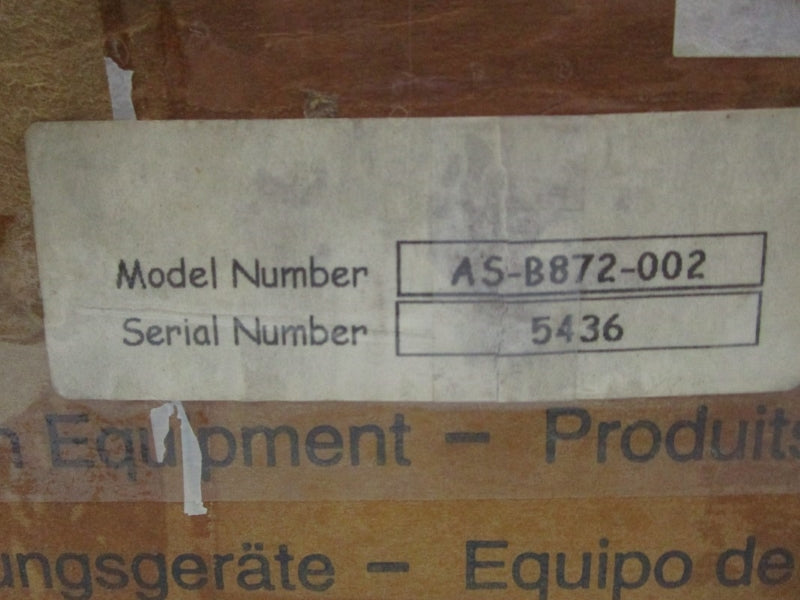 Model Number AS-B872-002
Serial Number 5436
Equipment – Produits
ungsgeräte – Equipo de